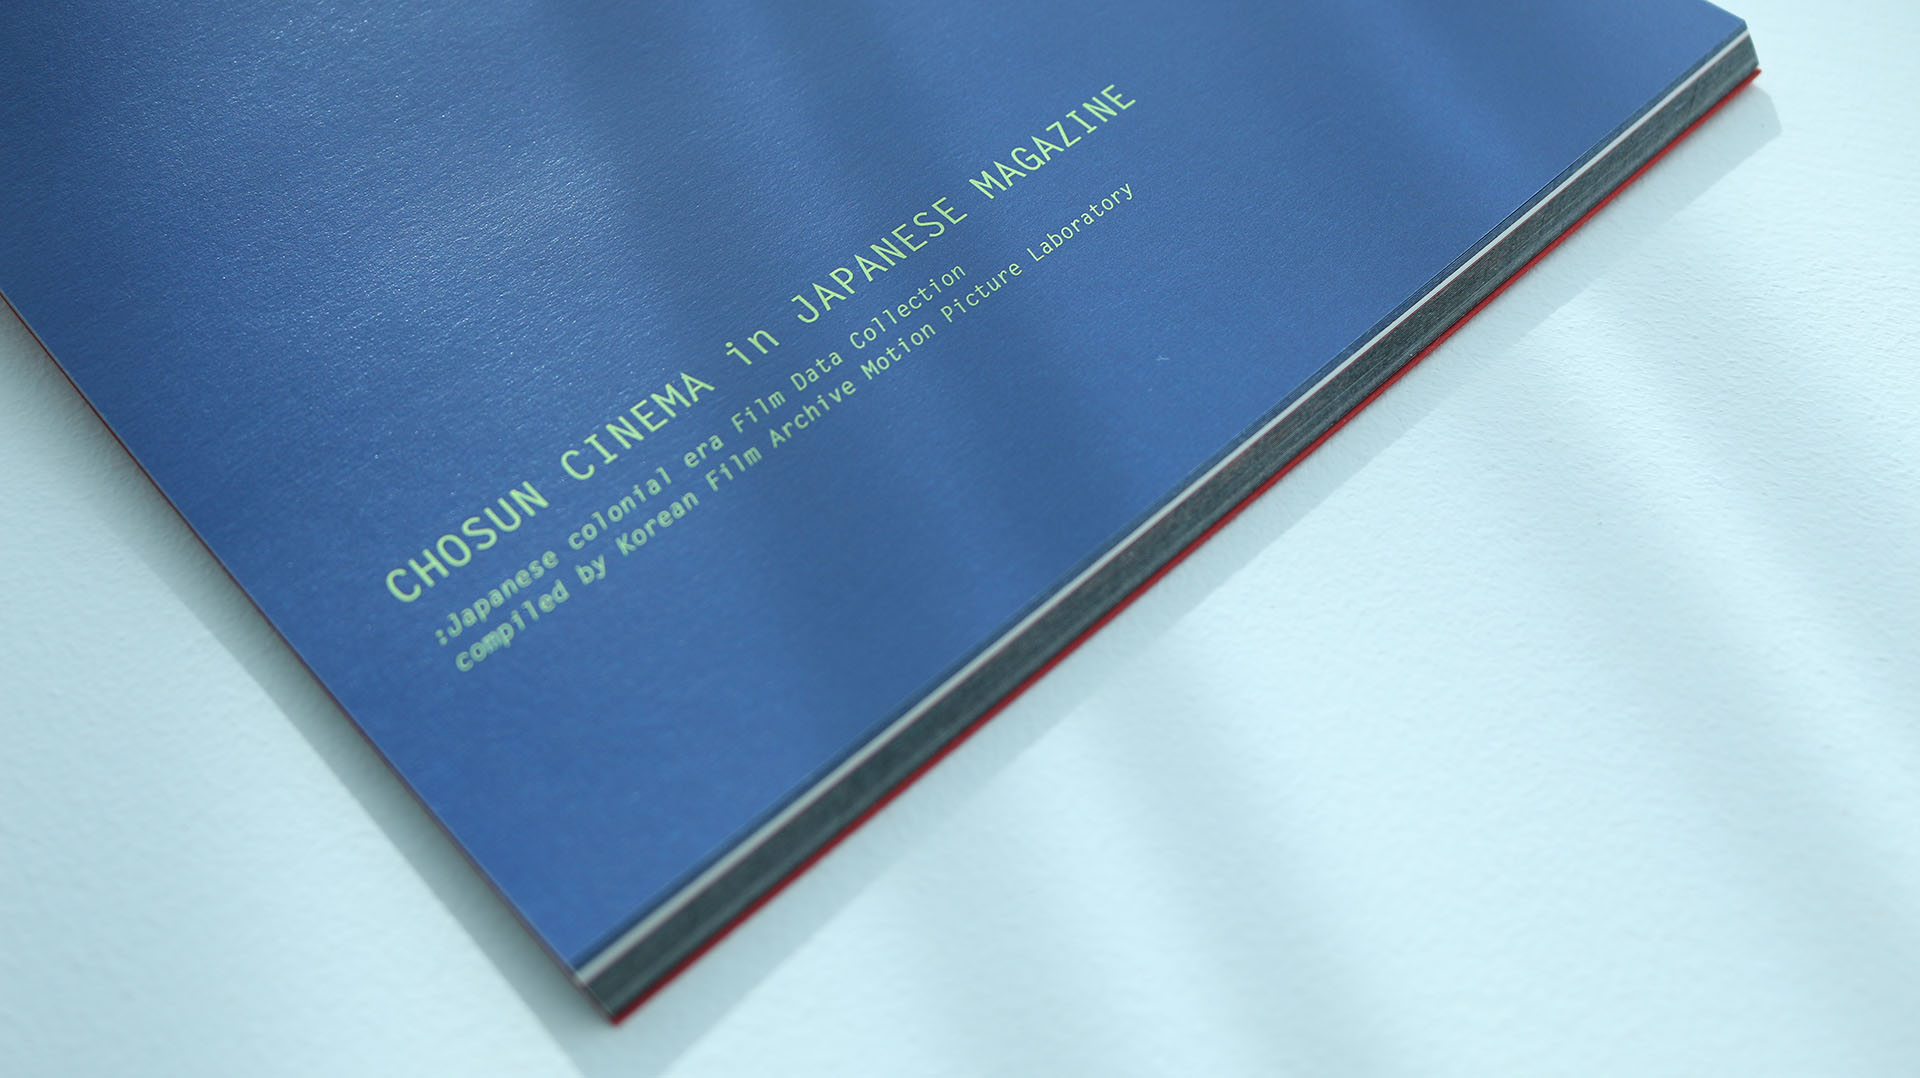 CHOSUN CINEMA in JAPANESE MAGAZINE
:Japanese colonial era Film Data Collection
compiled by Korean Film Archive Motion Picture Laboratory